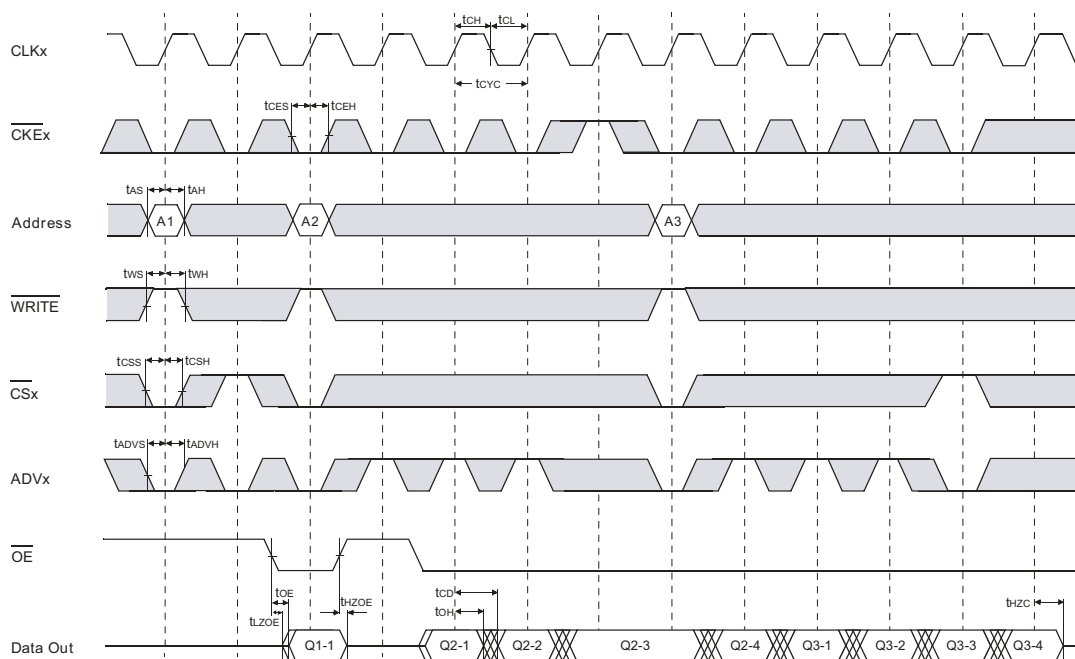 tCH tCL
CLKx
tCYC
tCES tCEH
CKEx
tAS tAH
Address A1 A2 A3
tWS tWH
WRITE
tCSS tCSH
CSx
tADVS tADVH
ADVx
OE
tOE tHZOE tCD tHZC
tLZOE tOH
Data Out Q1-1 Q2-1 Q2-2 Q2-3 Q2-4 Q3-1 Q3-2 Q3-3 Q3-4